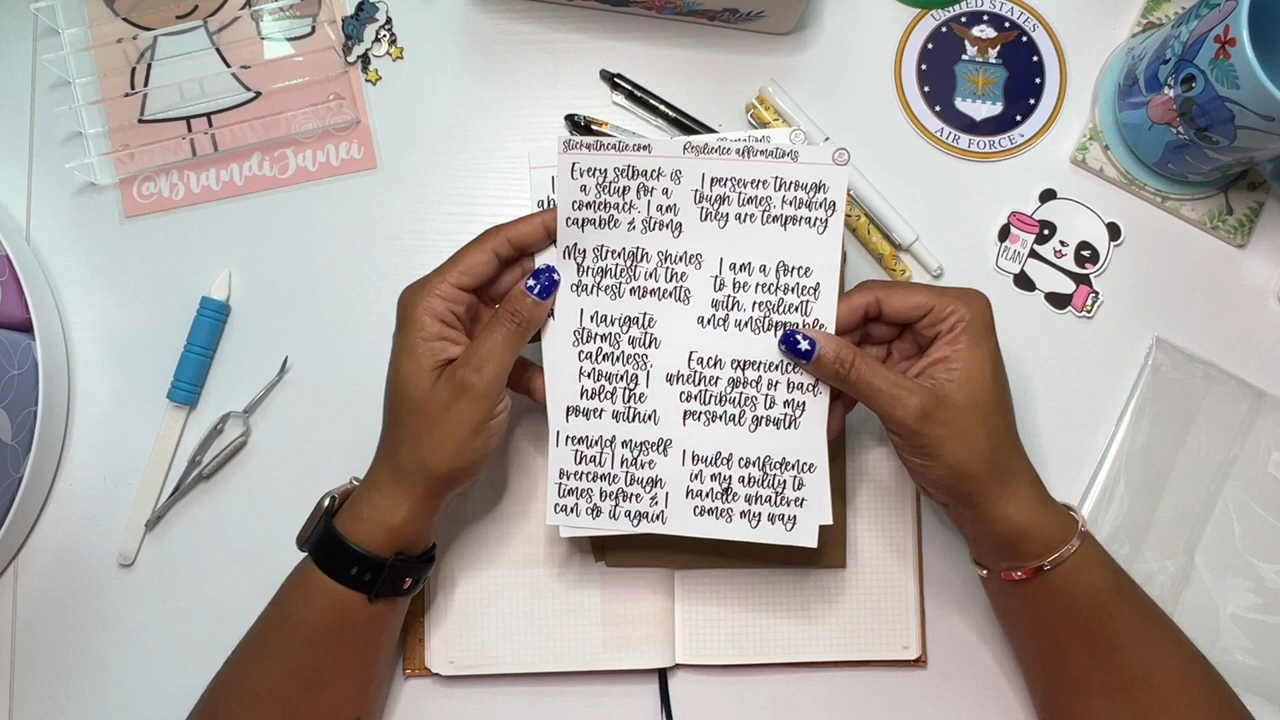 @BrandiJanei
UNITED STATES
AIR FORCE
I ♥ TO
PLAN
stickwithcatie.com
Resilience affirmations
Every setback is
a setup for a
comeback. I am
capable & strong
My strength shines
brightest in the
darkest moments
I navigate
storms with
calmness,
knowing I
hold the
power within
I remind myself
that I have
overcome tough
times before & I
can do it again
I persevere through
tough times, knowing
they are temporary
I am a force
to be reckoned
with, resilient
and unstoppable
Each experience,
whether good or bad,
contributes to my
personal growth
I build confidence
in my ability to
handle whatever
comes my way